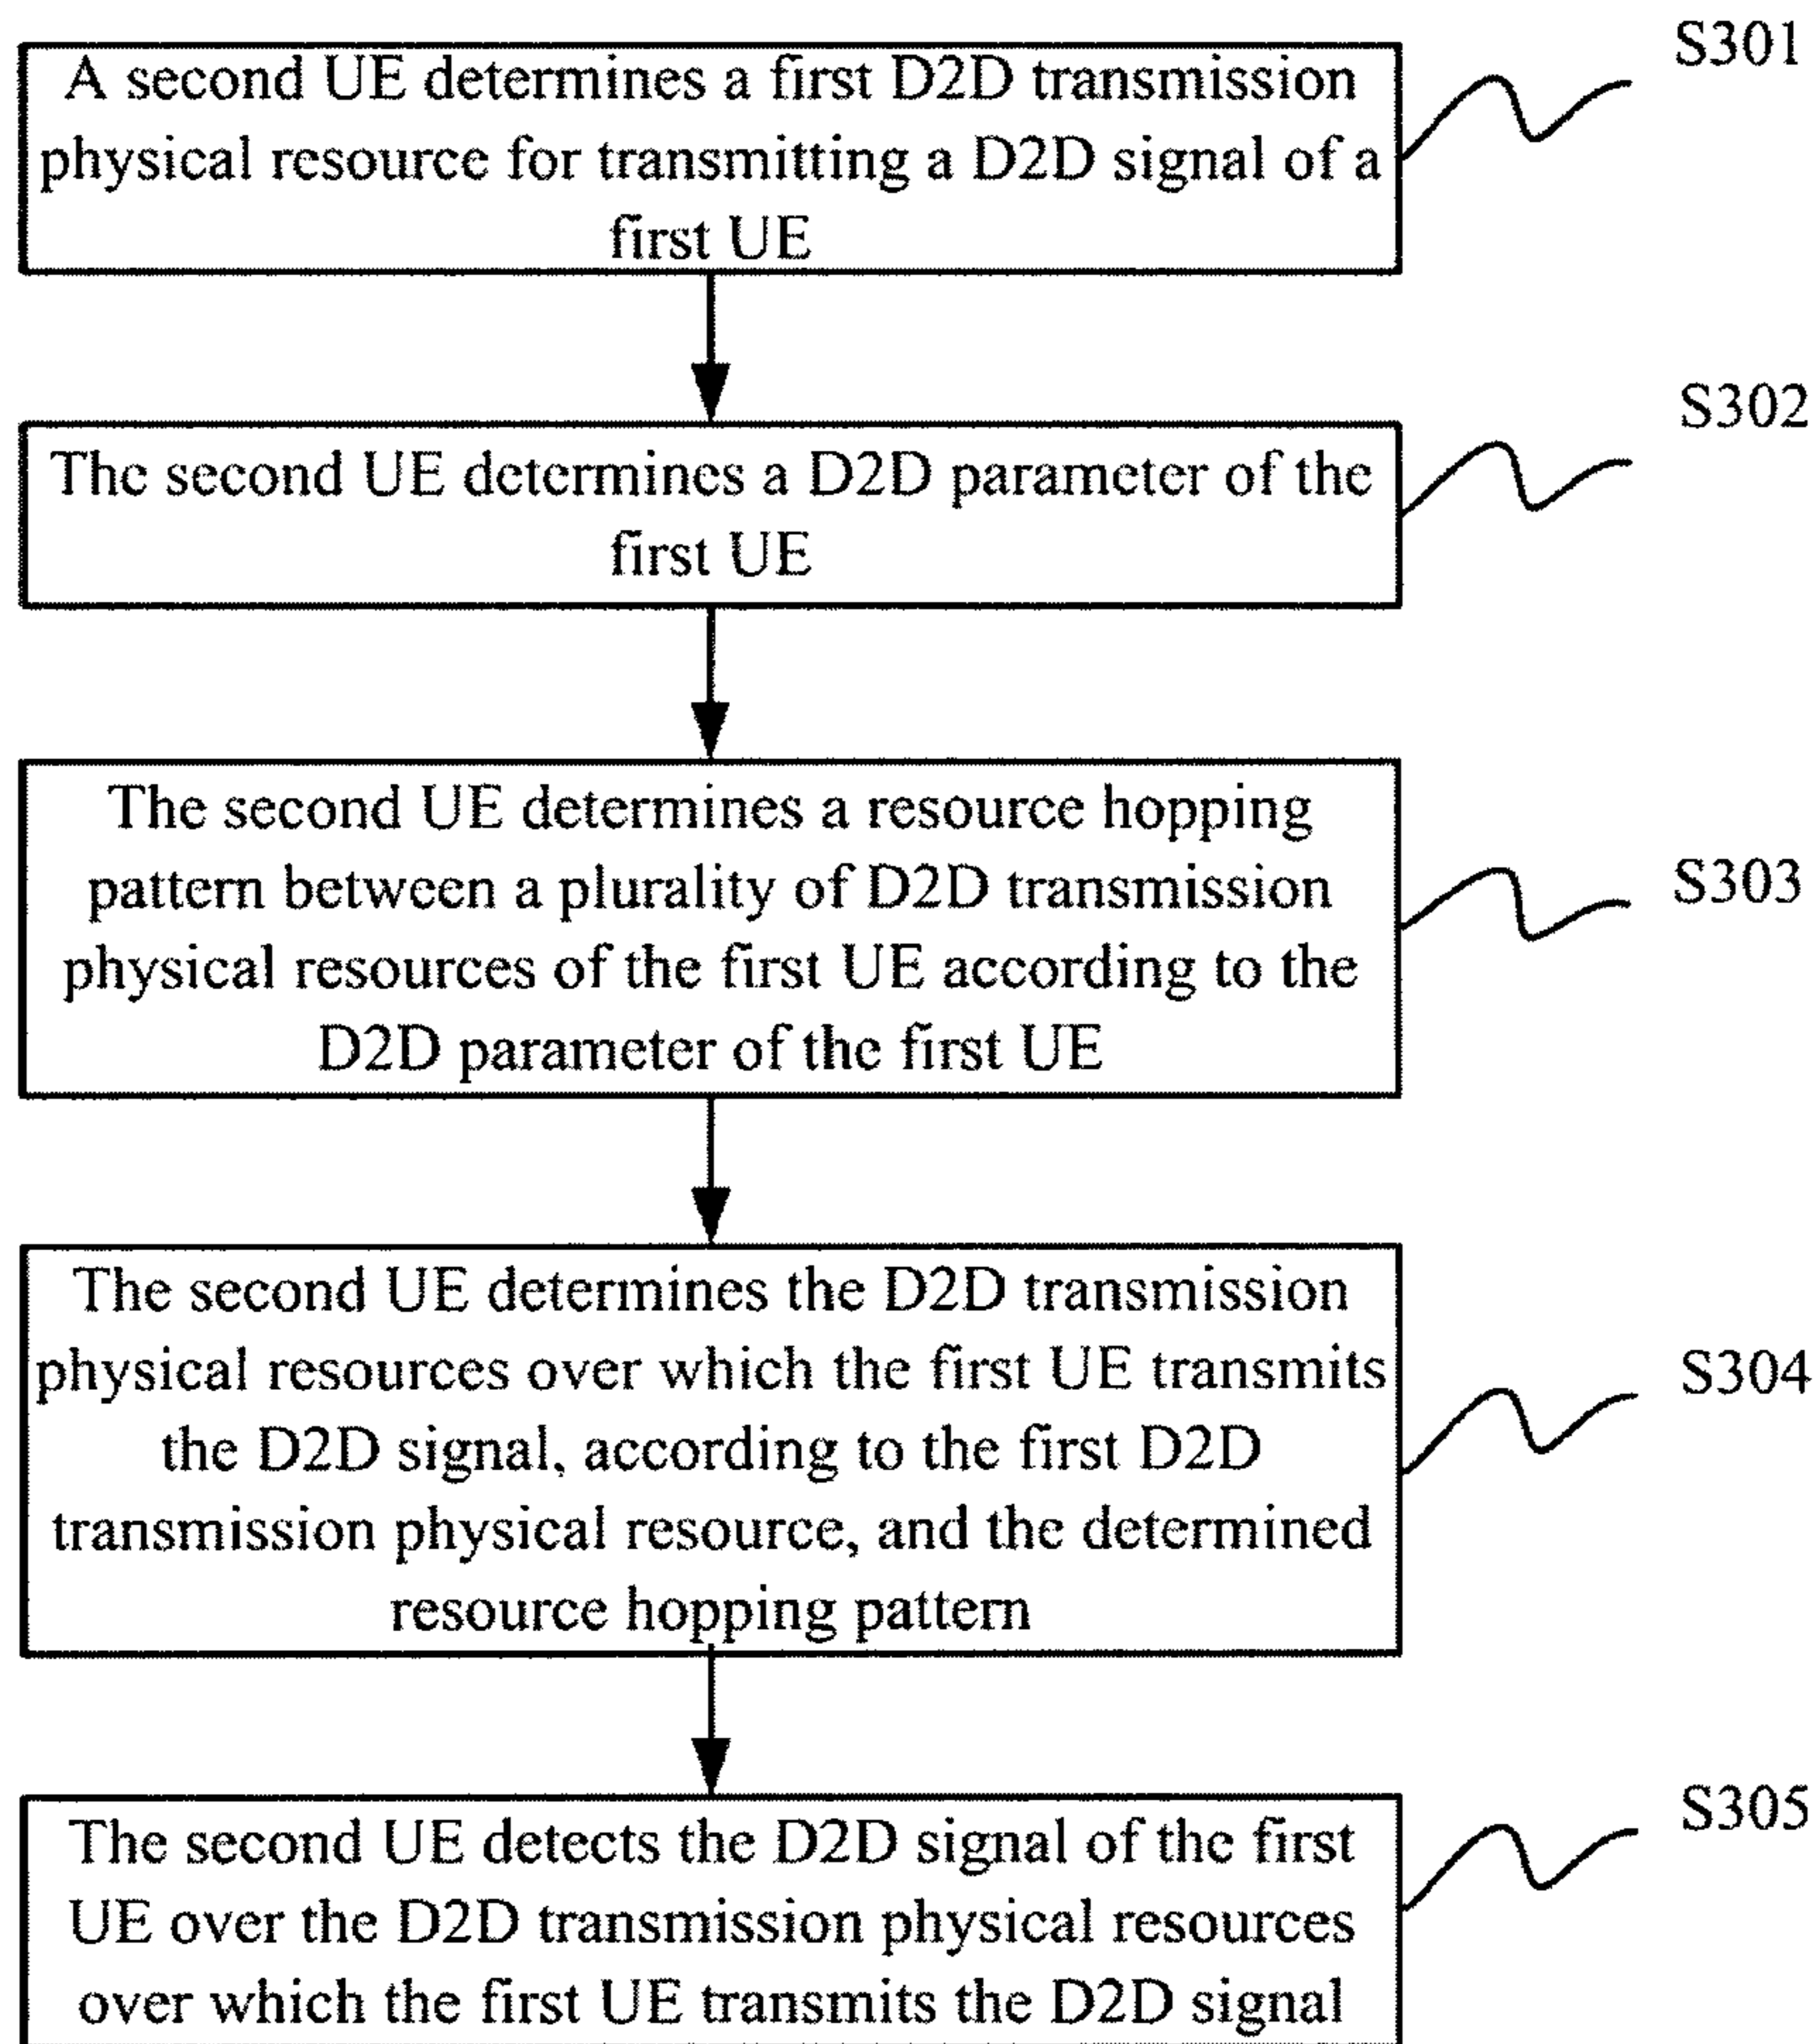 S301
A second UE determines a first D2D transmission
physical resource for transmitting a D2D signal of a
first UE
S302
The second UE determines a D2D parameter of the
first UE
The second UE determines a resource hopping
pattern between a plurality of D2D transmission
physical resources of the first UE according to the
D2D parameter of the first UE
S303
The second UE determines the D2D transmission
physical resources over which the first UE transmits
the D2D signal, according to the first D2D
transmission physical resource, and the determined
resource hopping pattern
S304
The second UE detects the D2D signal of the first
UE over the D2D transmission physical resources
over which the first UE transmits the D2D signal
S305